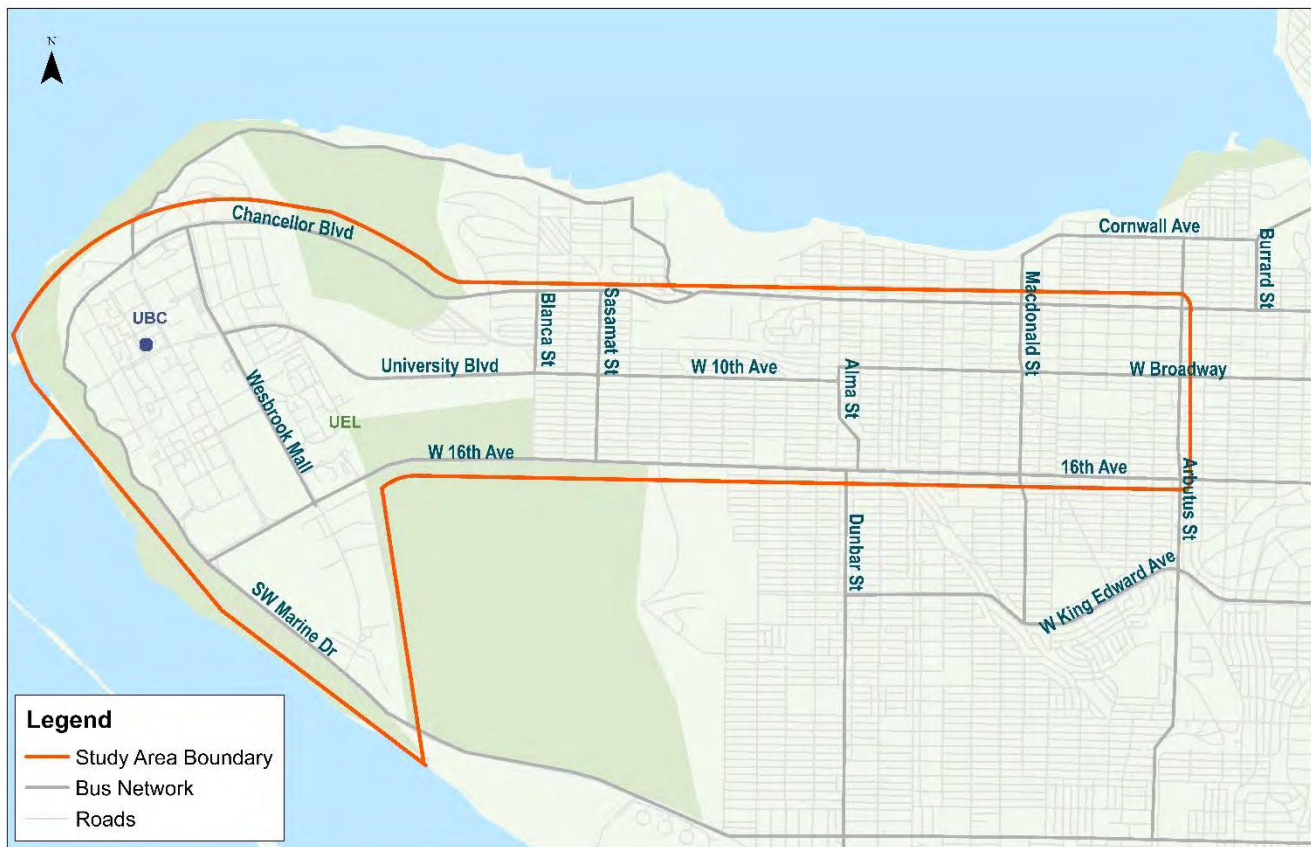 N
Chancellor Blvd
Cornwall Ave
Burrard St
UBC
Blanca St
Sasamat St
Macdonald St
University Blvd
W 10th Ave
Alma St
W Broadway
Wesbrook Mall
UEL
W 16th Ave
16th Ave
Arbutus St
Dunbar St
SW Marine Dr
W King Edward Ave
Legend
Study Area Boundary
Bus Network
Roads